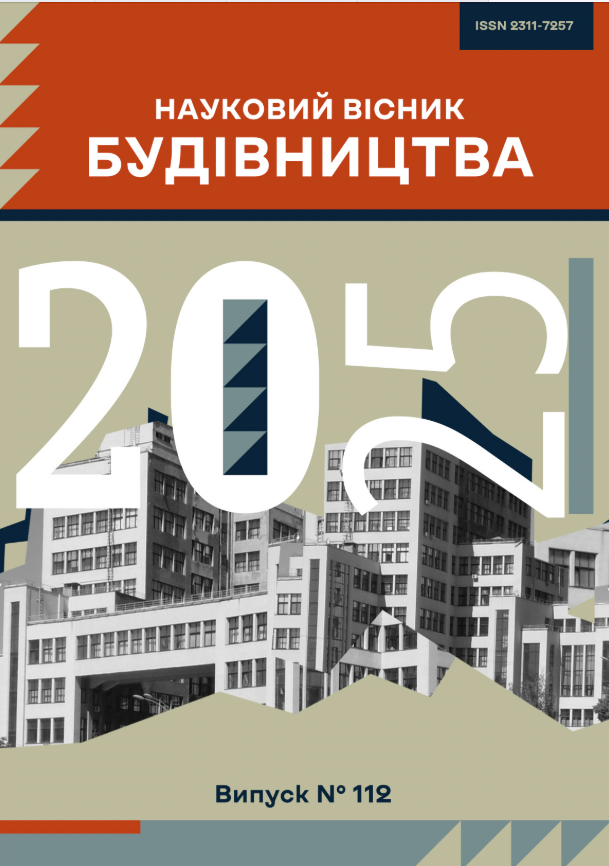 ISSN 2311-7257
НАУКОВИЙ ВІСНИК
БУДІВНИЦТВА
2025
Випуск № 112